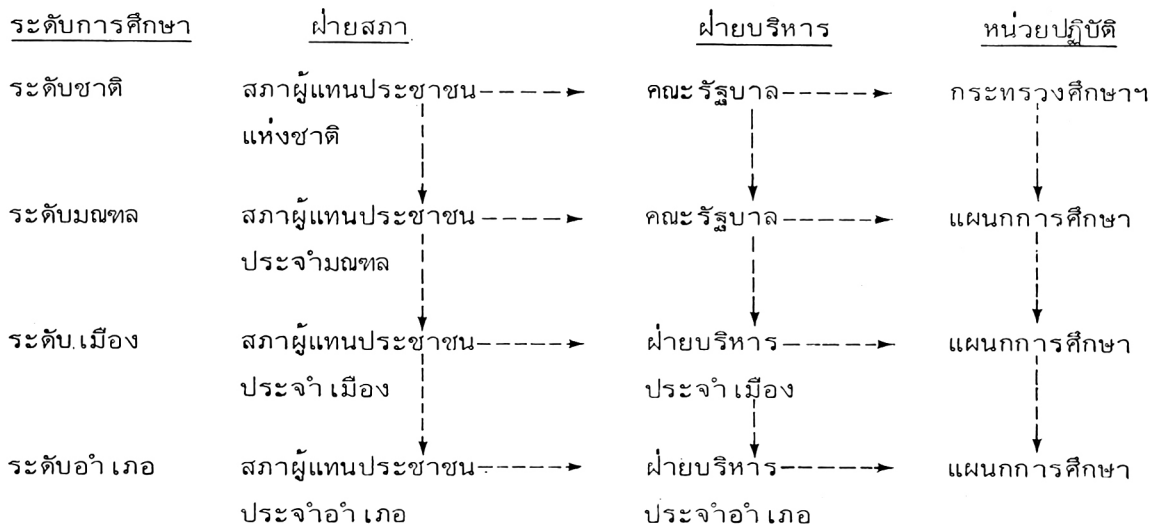 ระดับการศึกษา ฝ่ายสภา ฝ่ายบริหาร หน่วยปฏิบัติ
ระดับชาติ สภาผู้แทนประชาชน คณะรัฐบาล กระทรวงศึกษาฯ
แห่งชาติ
ระดับมณฑล สภาผู้แทนประชาชน คณะรัฐบาล แผนกการศึกษา
ประจำมณฑล
ระดับเมือง สภาผู้แทนประชาชน ฝ่ายบริหาร แผนกการศึกษา
ประจำเมือง ประจำเมือง
ระดับอำเภอ สภาผู้แทนประชาชน ฝ่ายบริหาร แผนกการศึกษา
ประจำอำเภอ ประจำอำเภอ